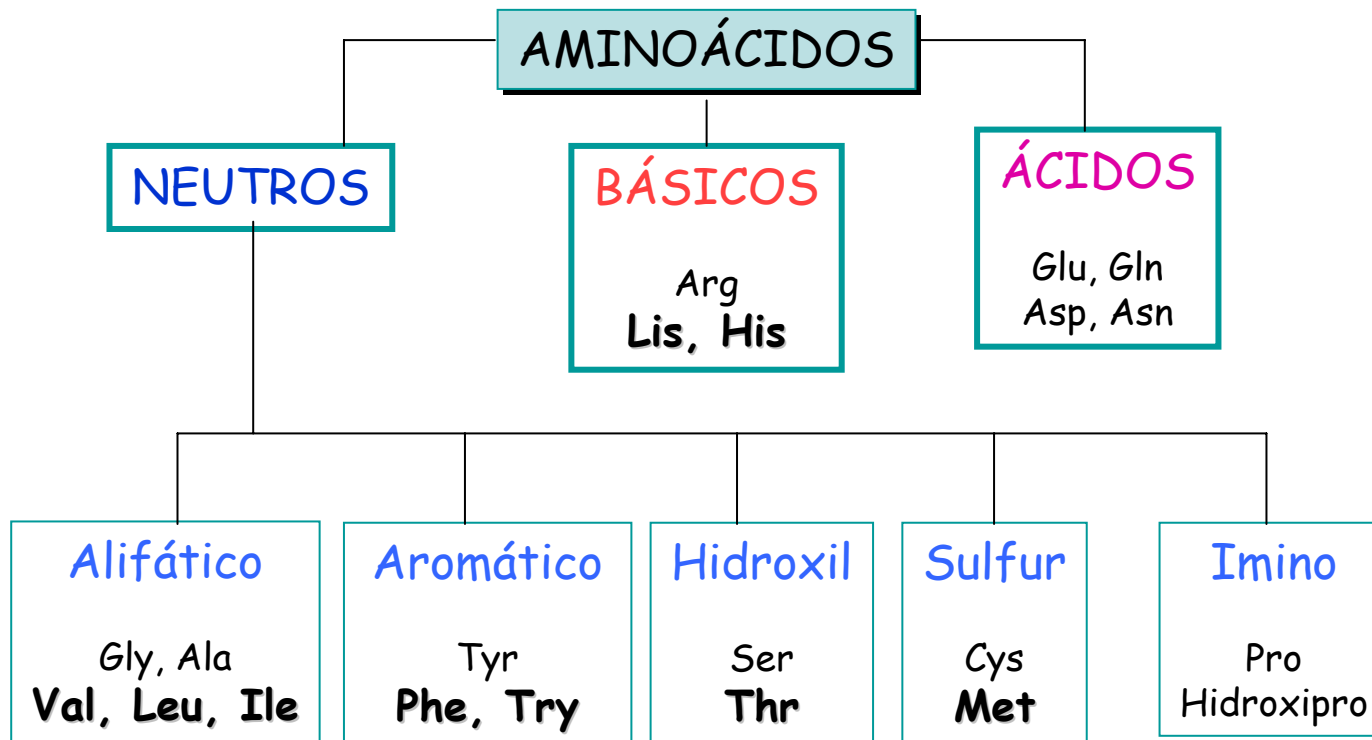 AMINOÁCIDOS
NEUTROS
BÁSICOS
Arg
Lis, His
ÁCIDOS
Glu, Gln
Asp, Asn
Alifático
Gly, Ala
Val, Leu, Ile
Aromático
Tyr
Phe, Try
Hidroxil
Ser
Thr
Sulfur
Cys
Met
Imino
Pro
Hidroxipro